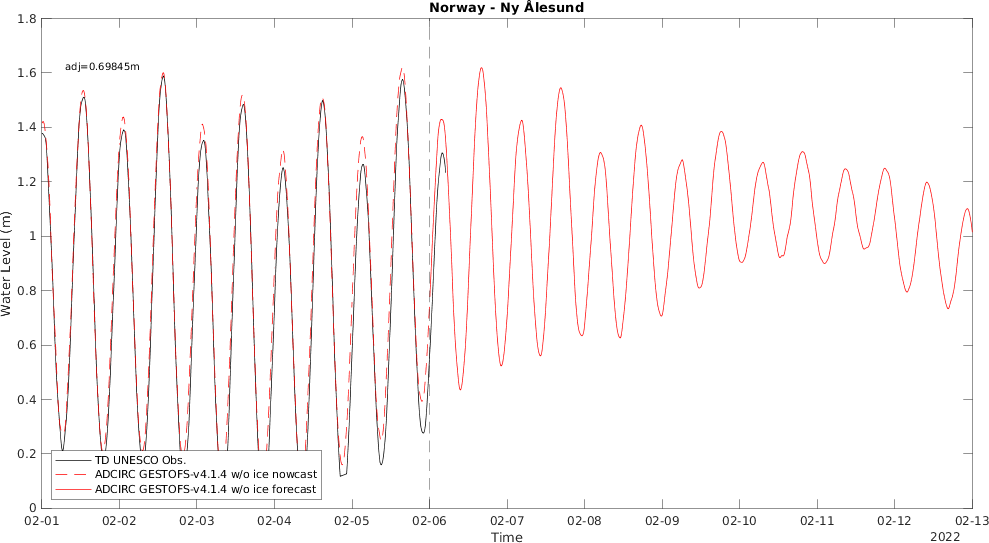 Norway - Ny Ålesund
1.8
1.6
1.4
1.2
1
0.8
0.6
0.4
0.2
0
Water Level (m)
adj=0.69845m
TD UNESCO Obs.
ADCIRC GESTOFS-v4.1.4 w/o ice nowcast
ADCIRC GESTOFS-v4.1.4 w/o ice forecast
02-01 02-02 02-03 02-04 02-05 02-06 02-07 02-08 02-09 02-10 02-11 02-12 02-13
Time
2022